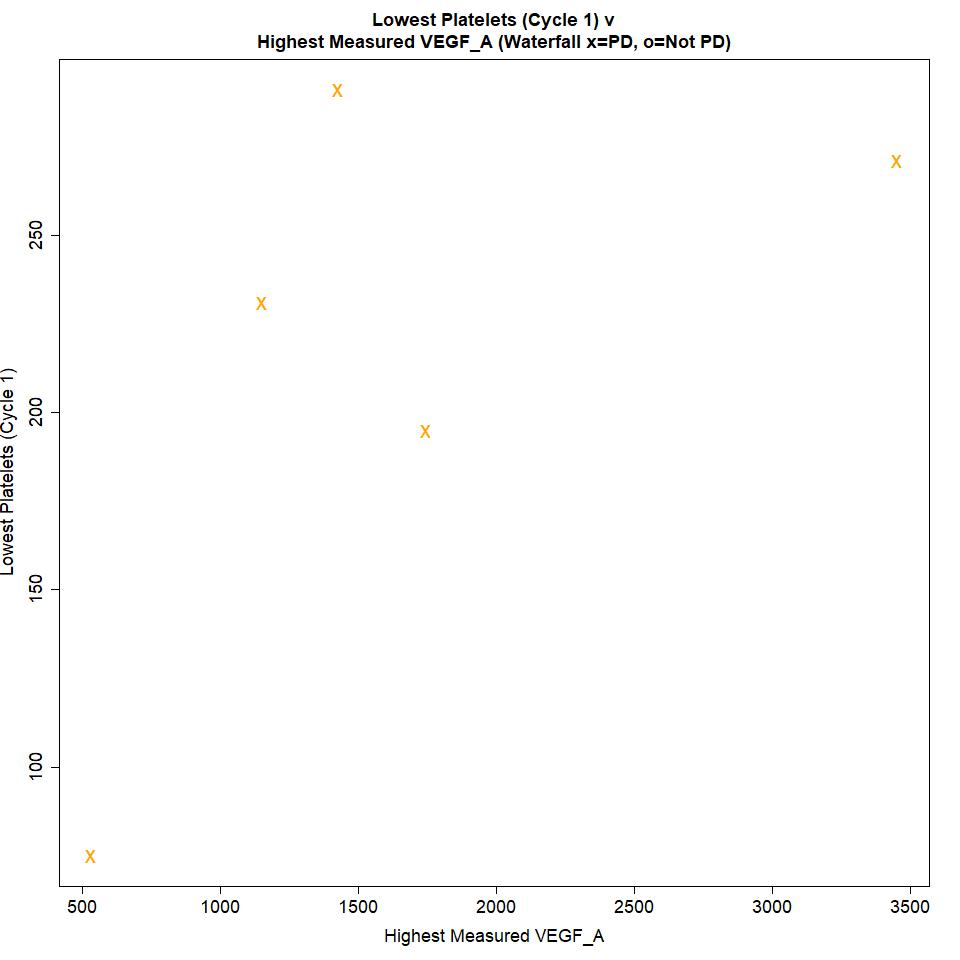 Lowest Platelets (Cycle 1) v
Highest Measured VEGF_A (Waterfall x=PD, o=Not PD)
Lowest Platelets (Cycle 1)
250
200
150
100
X
X
X
X
X
500 1000 1500 2000 2500 3000 3500
Highest Measured VEGF_A